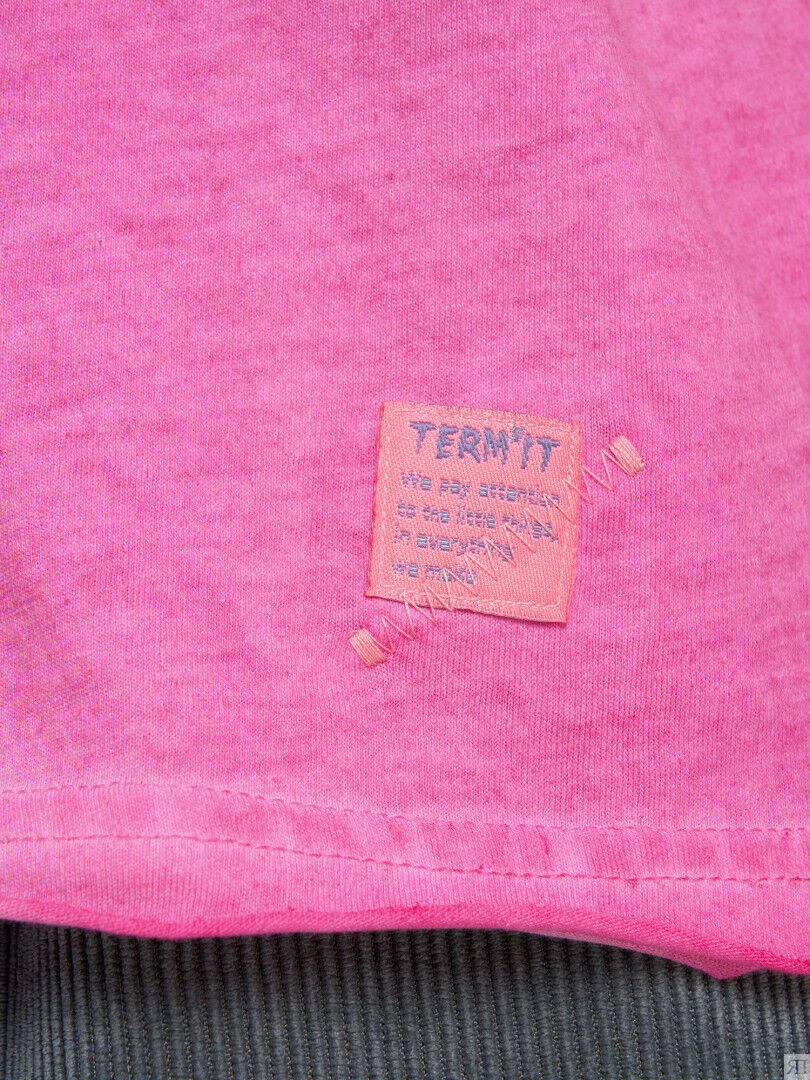 TERM'IT
We pay attention
to the little things,
in everything
we make